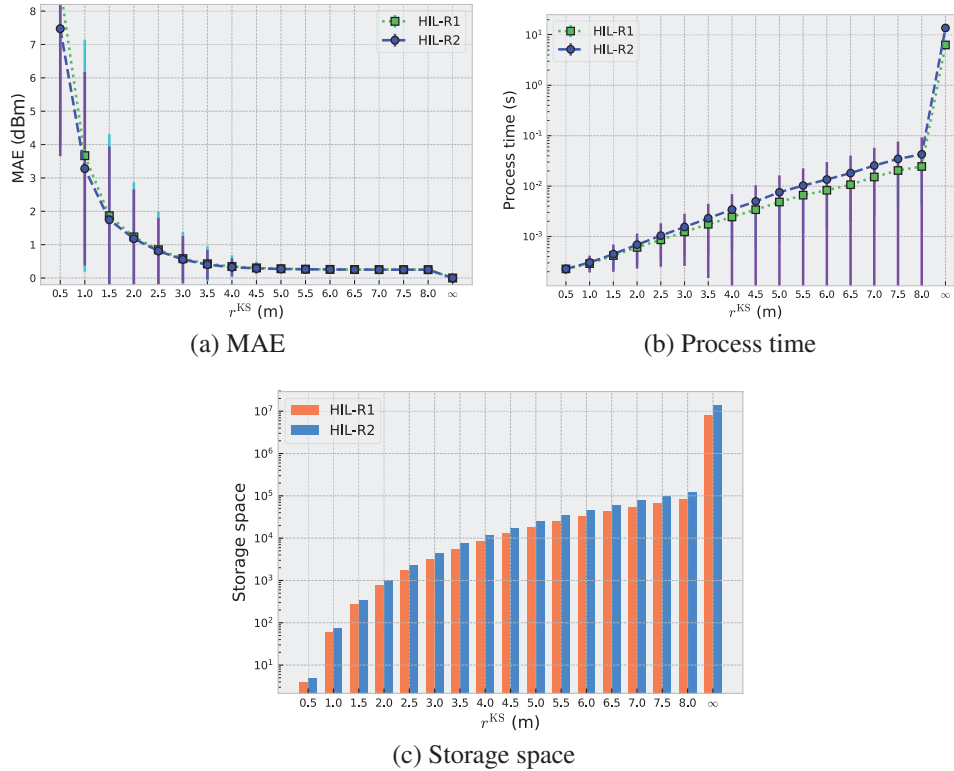 8
7
6
5
4
3
2
1
0
MAE (dBm)
HIL-R1
HIL-R2
0.5 1.0 1.5 2.0 2.5 3.0 3.5 4.0 4.5 5.0 5.5 6.0 6.5 7.0 7.5 8.0 ∞
r^KS (m)
(a) MAE
10^1
10^0
10^-1
10^-2
10^-3
Process time (s)
HIL-R1
HIL-R2
0.5 1.0 1.5 2.0 2.5 3.0 3.5 4.0 4.5 5.0 5.5 6.0 6.5 7.0 7.5 8.0 ∞
r^KS (m)
(b) Process time
10^7
10^6
10^5
10^4
10^3
10^2
10^1
Storage space
HIL-R1
HIL-R2
0.5 1.0 1.5 2.0 2.5 3.0 3.5 4.0 4.5 5.0 5.5 6.0 6.5 7.0 7.5 8.0 ∞
r^KS (m)
(c) Storage space